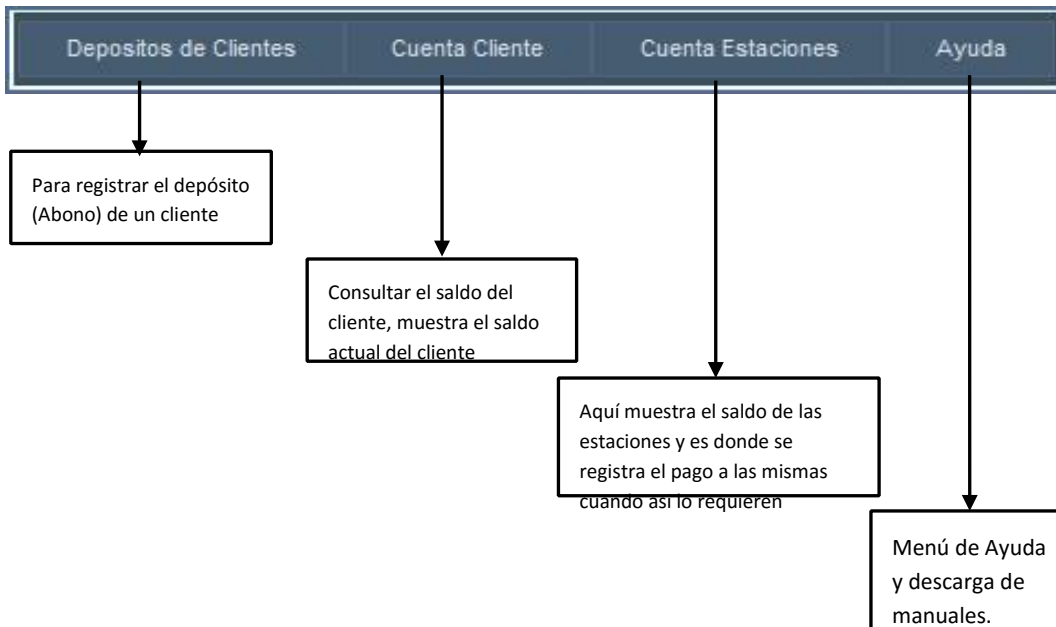 Depositos de Clientes Cuenta Cliente Cuenta Estaciones Ayuda
Para registrar el depósito
(Abono) de un cliente
Consultar el saldo del
cliente, muestra el saldo
actual del cliente
Aquí muestra el saldo de las
estaciones y es donde se
registra el pago a las mismas
cuando así lo requieren
Menú de Ayuda
y descarga de
manuales.